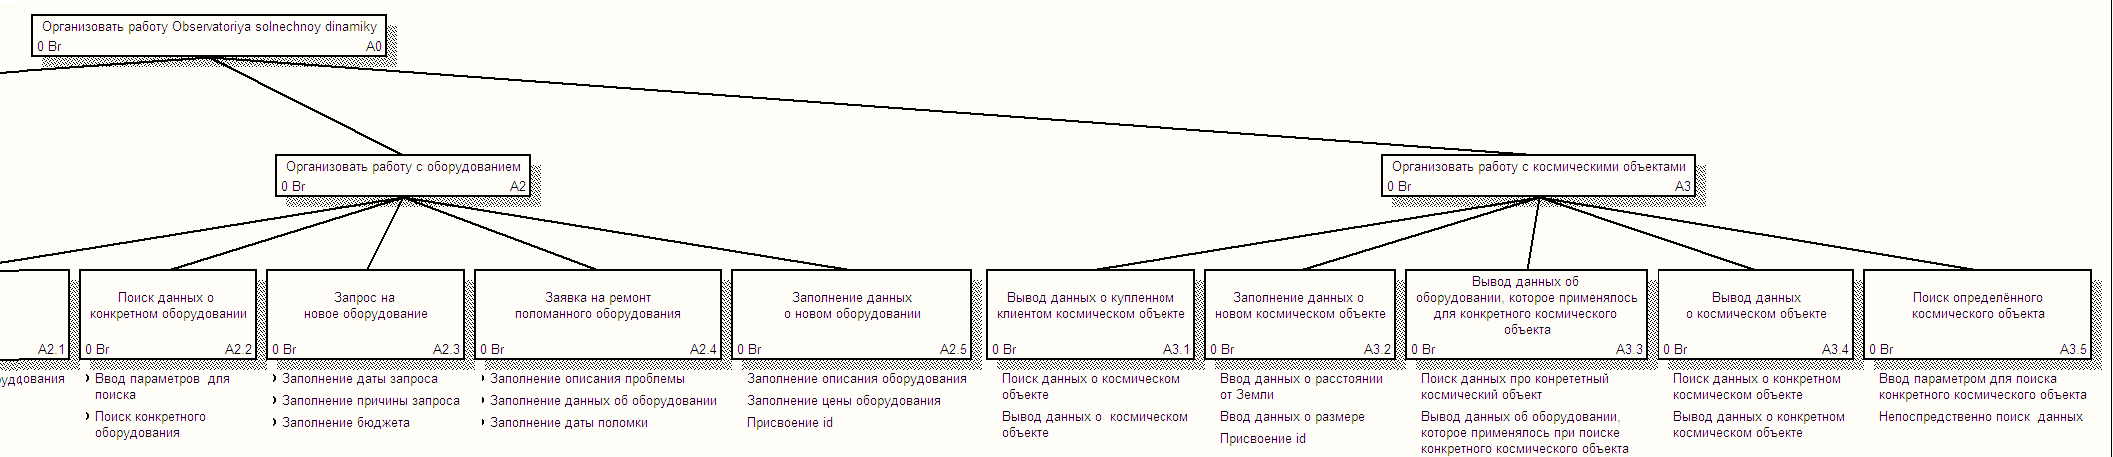 Организовать работу Observatoriya solnechnoy dinamiky
0 Br A0
Организовать работу с оборудованием
0 Br A2
Организовать работу с космическими объектами
0 Br A3
A2.1
Поиск данных о
конкретном оборудовании
0 Br A2.2
Запрос на
новое оборудование
0 Br A2.3
Заявка на ремонт
поломанного оборудования
0 Br A2.4
Заполнение данных
о новом оборудовании
0 Br A2.5
Вывод данных о купленном
клиентом космическом объекте
0 Br A3.1
Заполнение данных о
новом космическом объекте
0 Br A3.2
Вывод данных об
оборудовании, которое применялось
для конкретного космического
объекта
0 Br A3.3
Вывод данных
о космическом объекте
0 Br A3.4
Поиск определённого
космического объекта
0 Br A3.5
Ввод параметров для
поиска
Поиск конкретного
оборудования
Заполнение даты запроса
Заполнение причины запроса
Заполнение бюджета
Заполнение описания проблемы
Заполнение данных об оборудовании
Заполнение даты поломки
Заполнение описания оборудования
Заполнение цены оборудования
Присвоение id
Поиск данных о космическом
объекте
Вывод данных о космическом
объекте
Ввод данных о расстоянии
от Земли
Ввод данных о размере
Присвоение id
Поиск данных про конрететный
космический объект
Вывод данных об оборудовании,
которое применялось при поиске
конкретного космического объекта
Поиск данных о конкретном
космическом объекте
Вывод данных о конкретном
космическом объекте
Ввод параметром для поиска
конкретного космического объекта
Непоспредственно поиск данных